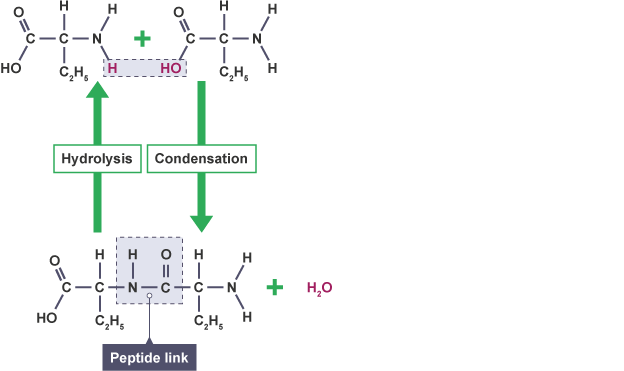 O H H O H H
C C N + C C N
HO C₂H₅ H HO C₂H₅ H
Hydrolysis Condensation
O H H O H H
C C N C C N + H₂O
HO C₂H₅ C₂H₅ H
Peptide link